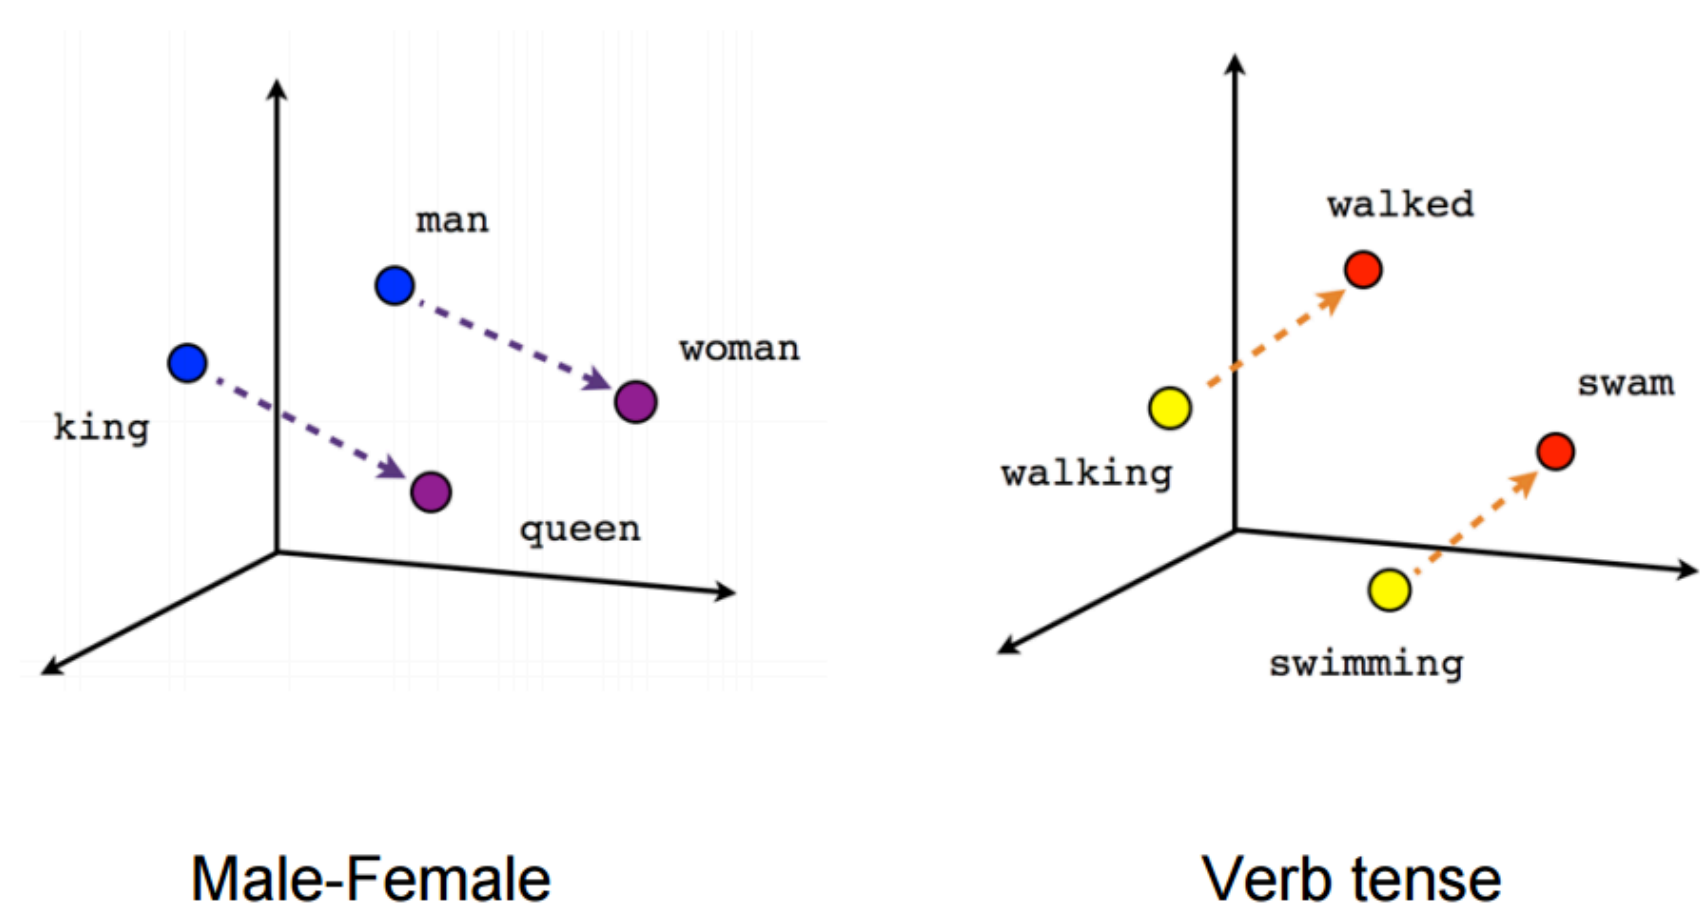 man
woman
king
queen
Male-Female
walked
swam
walking
swimming
Verb tense